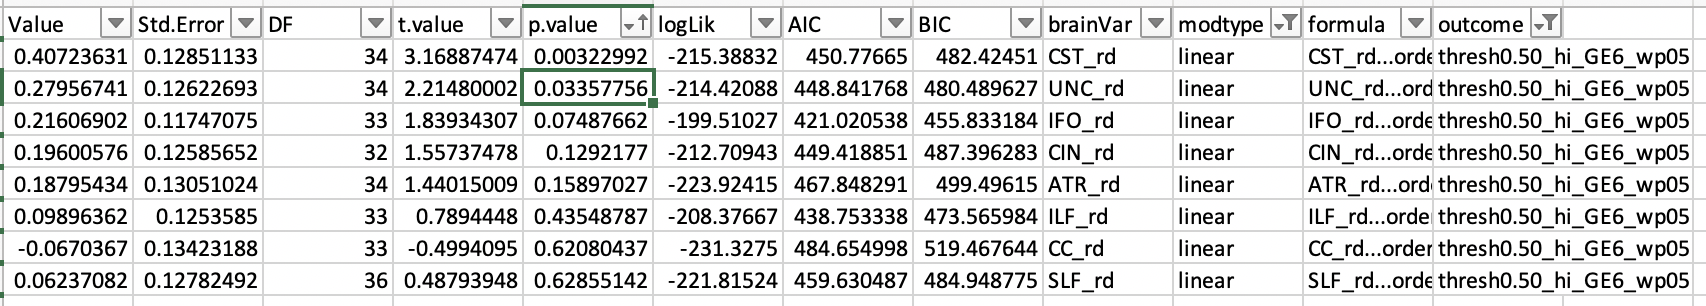 Value Std.Error DF t.value p.value logLik AIC BIC brainVar modtype formula outcome
0.40723631 0.12851133 34 3.16887474 0.00322992 -215.38832 450.77665 482.42451 CST_rd linear CST_rd...orde thresh0.50_hi_GE6_wp05
0.27956741 0.12622693 34 2.21480002 0.03357756 -214.42088 448.841768 480.489627 UNC_rd linear UNC_rd...ord thresh0.50_hi_GE6_wp05
0.21606902 0.11747075 33 1.83934307 0.07487662 -199.51027 421.020538 455.833184 IFO_rd linear IFO_rd...orde thresh0.50_hi_GE6_wp05
0.19600576 0.12585652 32 1.55737478 0.1292177 -212.70943 449.418851 487.396283 CIN_rd linear CIN_rd...orde thresh0.50_hi_GE6_wp05
0.18795434 0.13051024 34 1.44015009 0.15897027 -223.92415 467.848291 499.49615 ATR_rd linear ATR_rd...ord thresh0.50_hi_GE6_wp05
0.09896362 0.1253585 33 0.7894448 0.43548787 -208.37667 438.753338 473.565984 ILF_rd linear ILF_rd...order thresh0.50_hi_GE6_wp05
-0.0670367 0.13423188 33 -0.4994095 0.62080437 -231.3275 484.654998 519.467644 CC_rd linear CC_rd...order thresh0.50_hi_GE6_wp05
0.06237082 0.12782492 36 0.48793948 0.62855142 -221.81524 459.630487 484.948775 SLF_rd linear SLF_rd...orde thresh0.50_hi_GE6_wp05